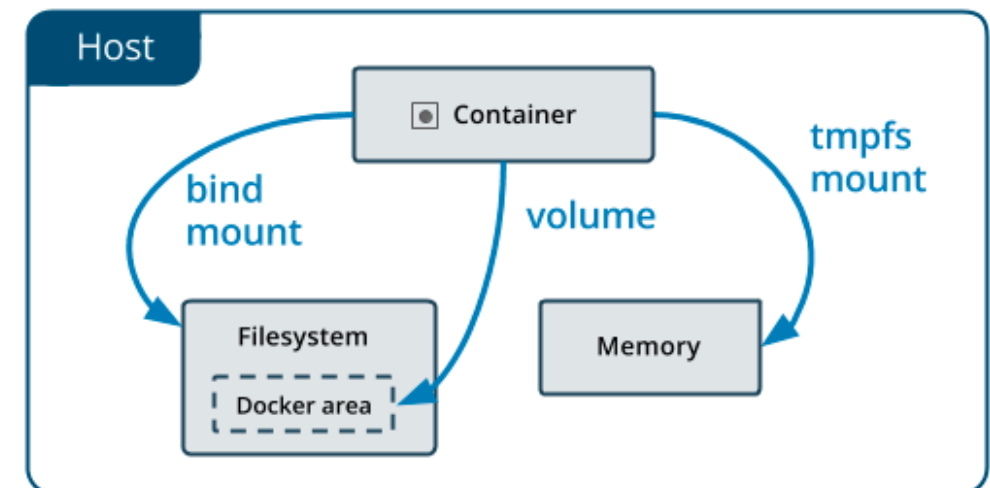 Host
Container
bind
mount
volume
tmpfs
mount
Filesystem
Docker area
Memory